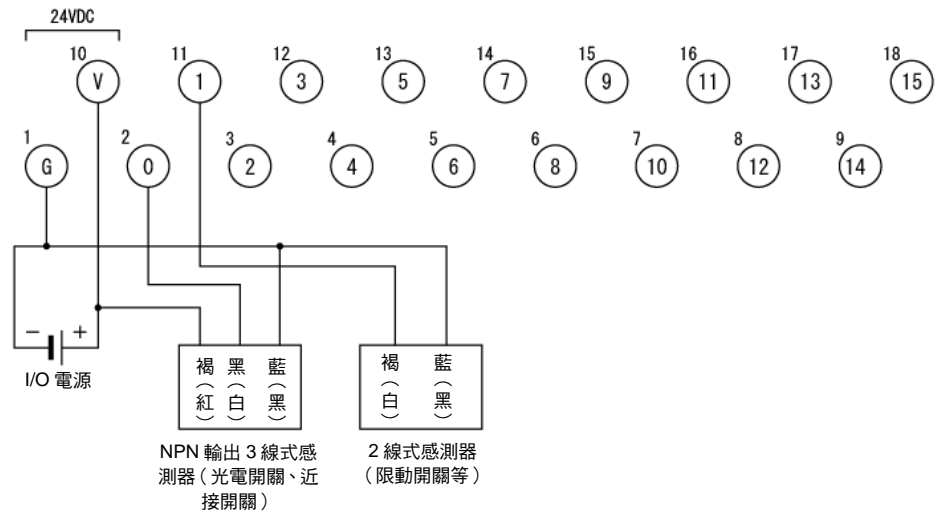 24VDC
10 11 12 13 14 15 16 17 18
V 1 3 5 7 9 11 13 15
1 2 3 4 5 6 7 8 9
G 0 2 4 6 8 10 12 14
− +
I/O 電源
褐(紅) 黑(白) 藍(黑)
褐(白) 藍(黑)
NPN 輸出 3 線式感
測器(光電開關、近
接開關)
2 線式感測器
(限動開關等)